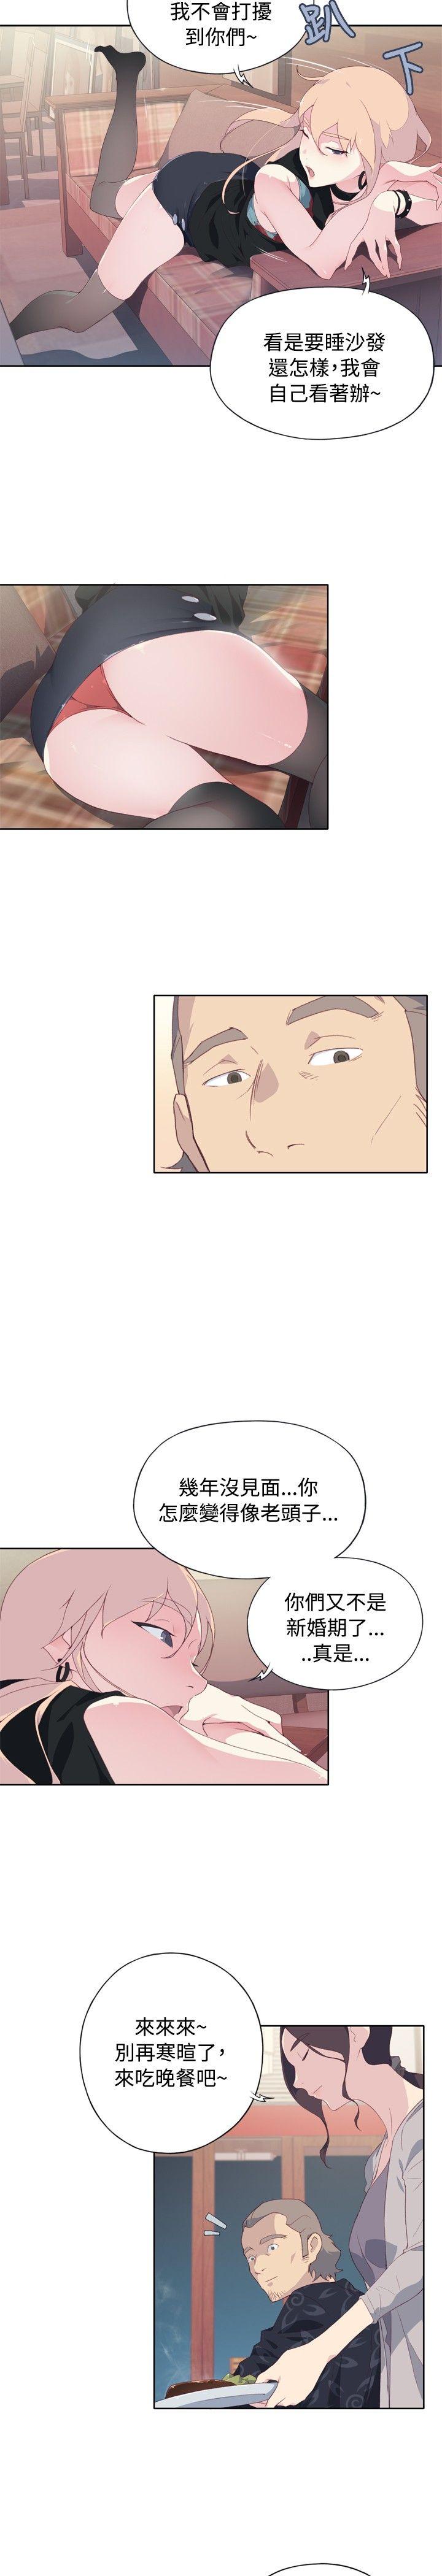 我不會打擾
到你們~
趴
下
看是要睡沙發
還怎樣,我會
自己看著辦~
幾年沒見面...你
怎麼變得像老頭子...
你們又不是
新婚期了...
..真是...
來來來~
別再寒暄了,
來吃晚餐吧~